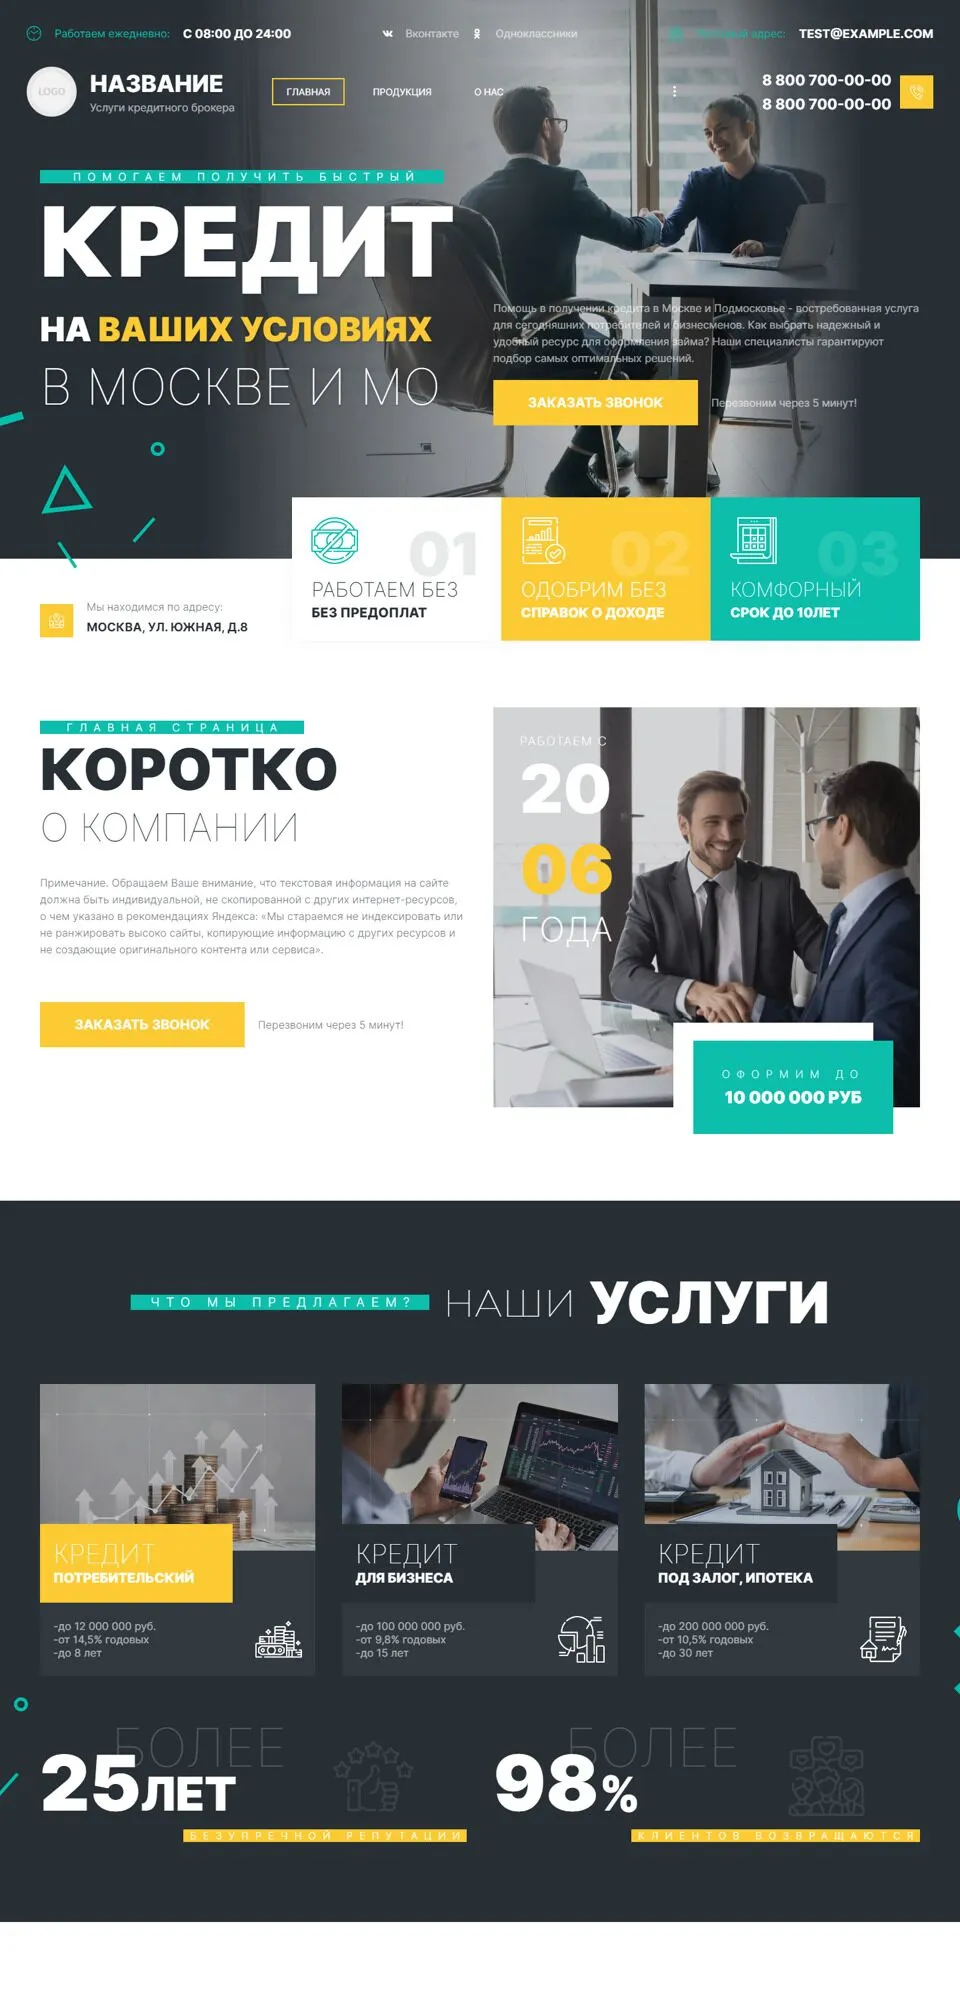 Работаем ежедневно: С 08:00 ДО 24:00
Вконтакте
Одноклассники
адрес: TEST@EXAMPLE.COM
LOGO
НАЗВАНИЕ
Услуги кредитного брокера
ГЛАВНАЯ
ПРОДУКЦИЯ
О НАС
8 800 700-00-00
8 800 700-00-00
ПОМОГАЕМ ПОЛУЧИТЬ БЫСТРЫЙ
КРЕДИТ
НА ВАШИХ УСЛОВИЯХ
В МОСКВЕ И МО
Помощь в получении кредита в Москве и Подмосковье - востребованная услуга
для сегодняшних потребителей и бизнесменов. Как выбрать надежный и
удобный ресурс для оформления займа? Наши специалисты гарантируют
подбор самых оптимальных решений.
ЗАКАЗАТЬ ЗВОНОК
Перезвоним через 5 минут!
01
РАБОТАЕМ БЕЗ
БЕЗ ПРЕДОПЛАТ
02
ОДОБРИМ БЕЗ
СПРАВОК О ДОХОДЕ
03
КОМФОРНЫЙ
СРОК ДО 10ЛЕТ
Мы находимся по адресу:
МОСКВА, УЛ. ЮЖНАЯ, Д.8
ГЛАВНАЯ СТРАНИЦА
КОРОТКО
О КОМПАНИИ
Примечание. Обращаем Ваше внимание, что текстовая информация на сайте
должна быть индивидуальной, не скопированной с других интернет-ресурсов,
о чем указано в рекомендациях Яндекса: «Мы стараемся не индексировать или
не ранжировать высоко сайты, копирующие информацию с других ресурсов и
не создающие оригинального контента или сервиса».
ЗАКАЗАТЬ ЗВОНОК
Перезвоним через 5 минут!
РАБОТАЕМ С
20
06
ГОДА
ОФОРМИМ ДО
10 000 000 РУБ
ЧТО МЫ ПРЕДЛАГАЕМ?
НАШИ УСЛУГИ
КРЕДИТ
ПОТРЕБИТЕЛЬСКИЙ
-до 12 000 000 руб.
-от 14,5% годовых
-до 8 лет
КРЕДИТ
ДЛЯ БИЗНЕСА
-до 100 000 000 руб.
-от 9,8% годовых
-до 15 лет
КРЕДИТ
ПОД ЗАЛОГ, ИПОТЕКА
-до 200 000 000 руб.
-от 10,5% годовых
-до 30 лет
БОЛЕЕ
25 ЛЕТ
БЕЗУПРЕЧНОЙ РЕПУТАЦИИ
БОЛЕЕ
98%
КЛИЕНТОВ ВОЗВРАЩАЮТСЯ